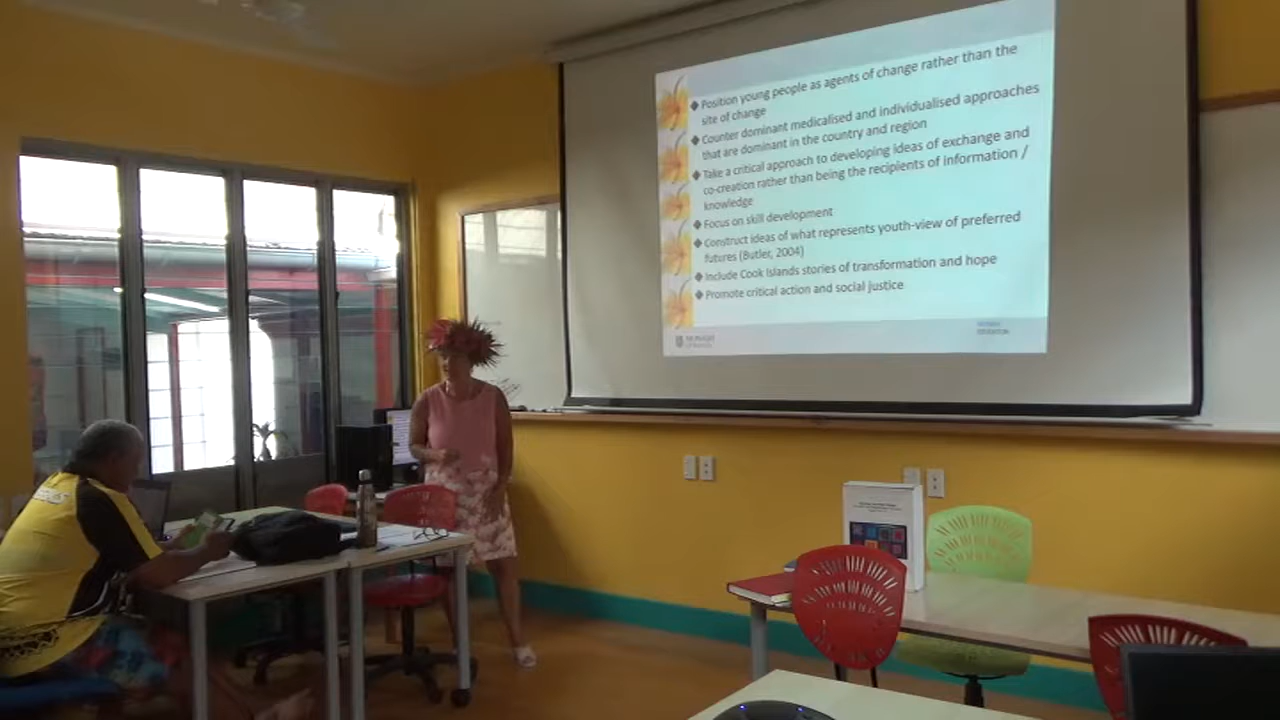 ◆ Position young people as agents of change rather than the
site of change
◆ Counter dominant medicalised and individualised approaches
that are dominant in the country and region
◆ Take a critical approach to developing ideas of exchange and
co-creation rather than being the recipients of information /
knowledge
◆ Focus on skill development
◆ Construct ideas of what represents youth-view of preferred
futures (Butler, 2004)
◆ Include Cook Islands stories of transformation and hope
◆ Promote critical action and social justice